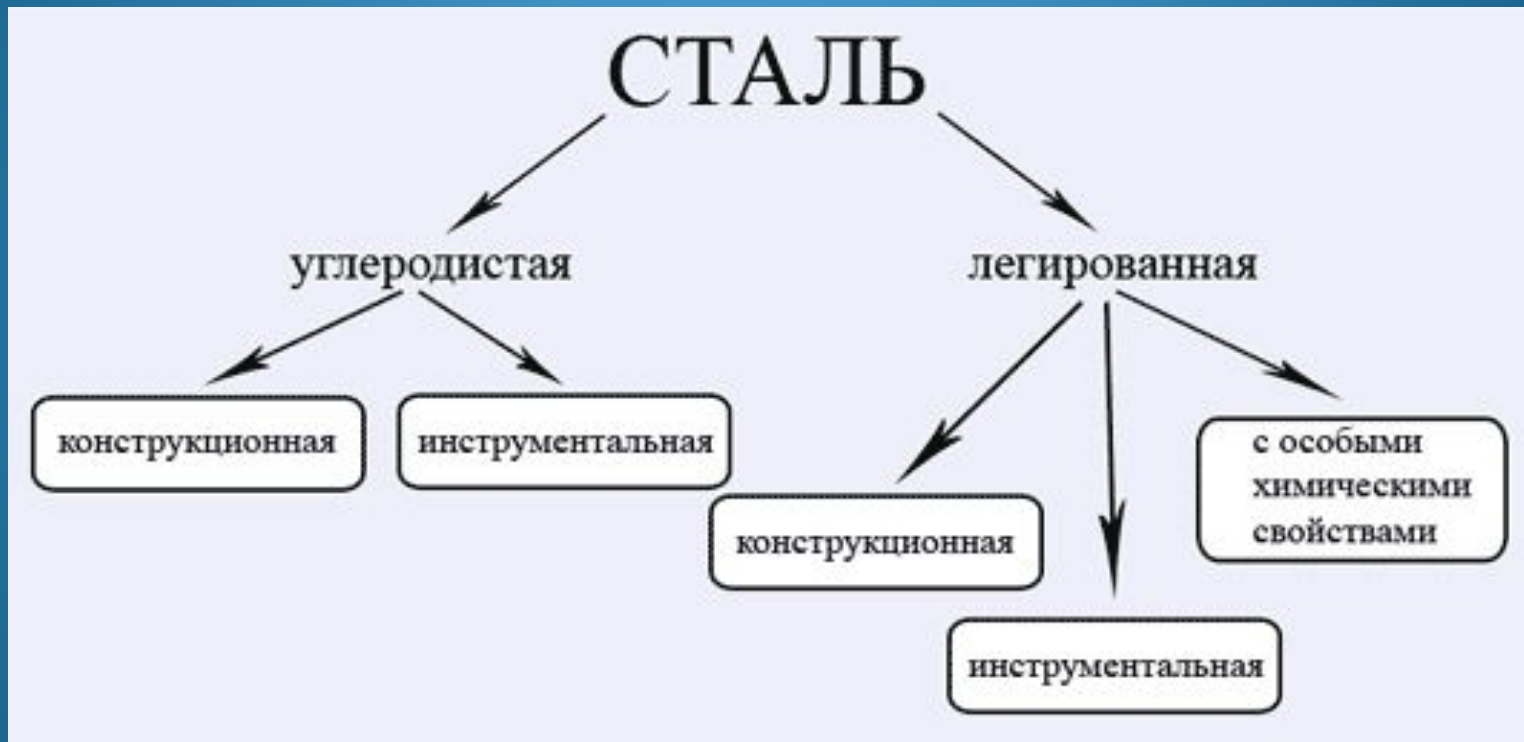 СТАЛЬ
углеродистая
легированная
конструкционная
инструментальная
конструкционная
инструментальная
с особыми
химическими
свойствами